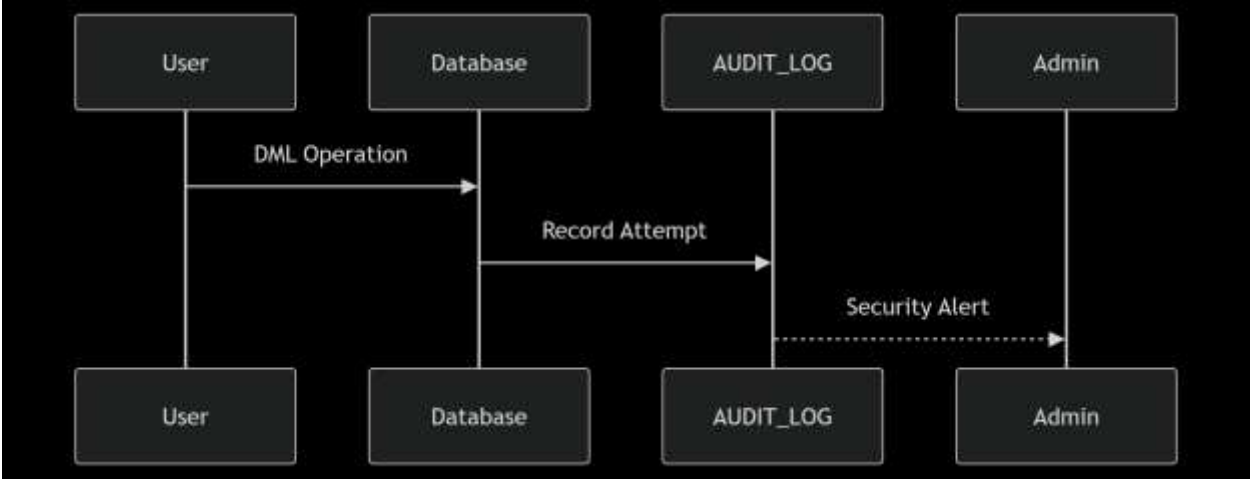 User
Database
AUDIT_LOG
Admin
DML Operation
Record Attempt
Security Alert
User
Database
AUDIT_LOG
Admin